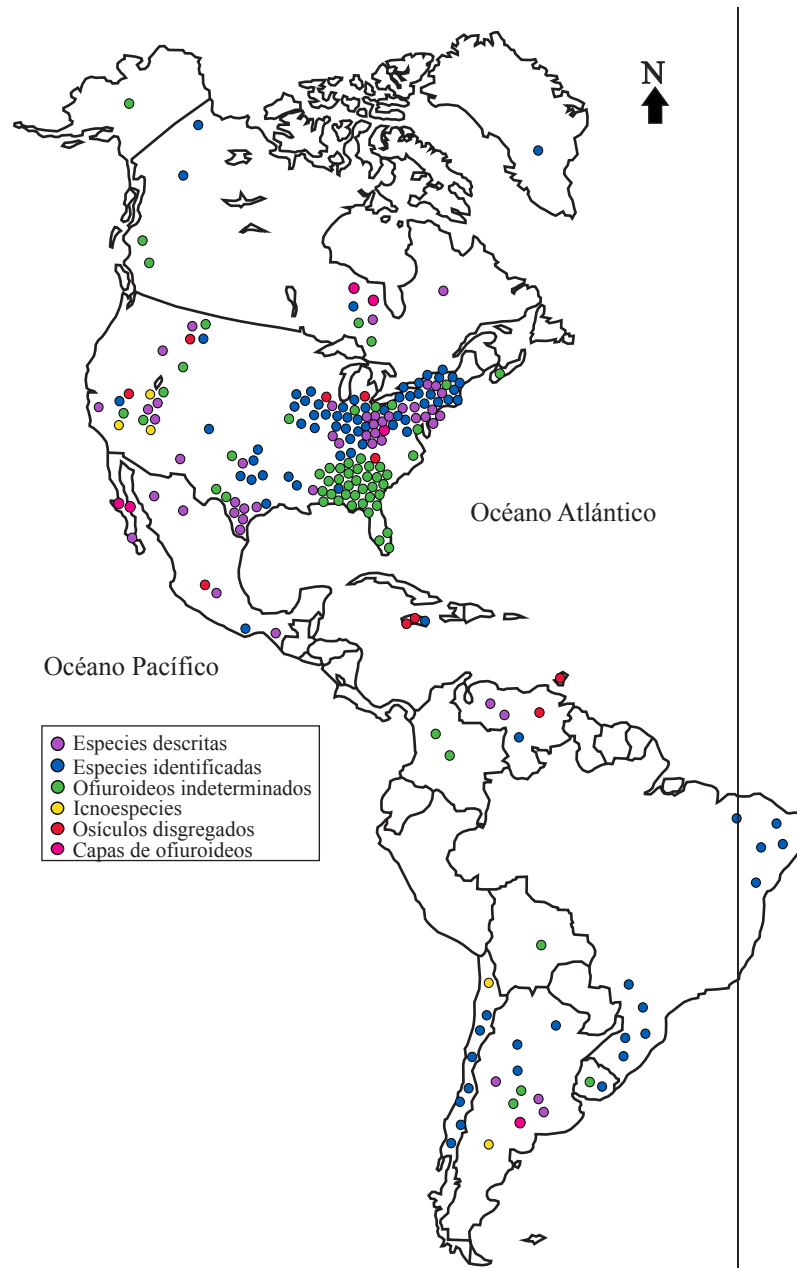 N
Océano Atlántico
Océano Pacífico
Especies descritas
Especies identificadas
Ofiuroideos indeterminados
Icnoespecies
Osículos disgregados
Capas de ofiuroideos